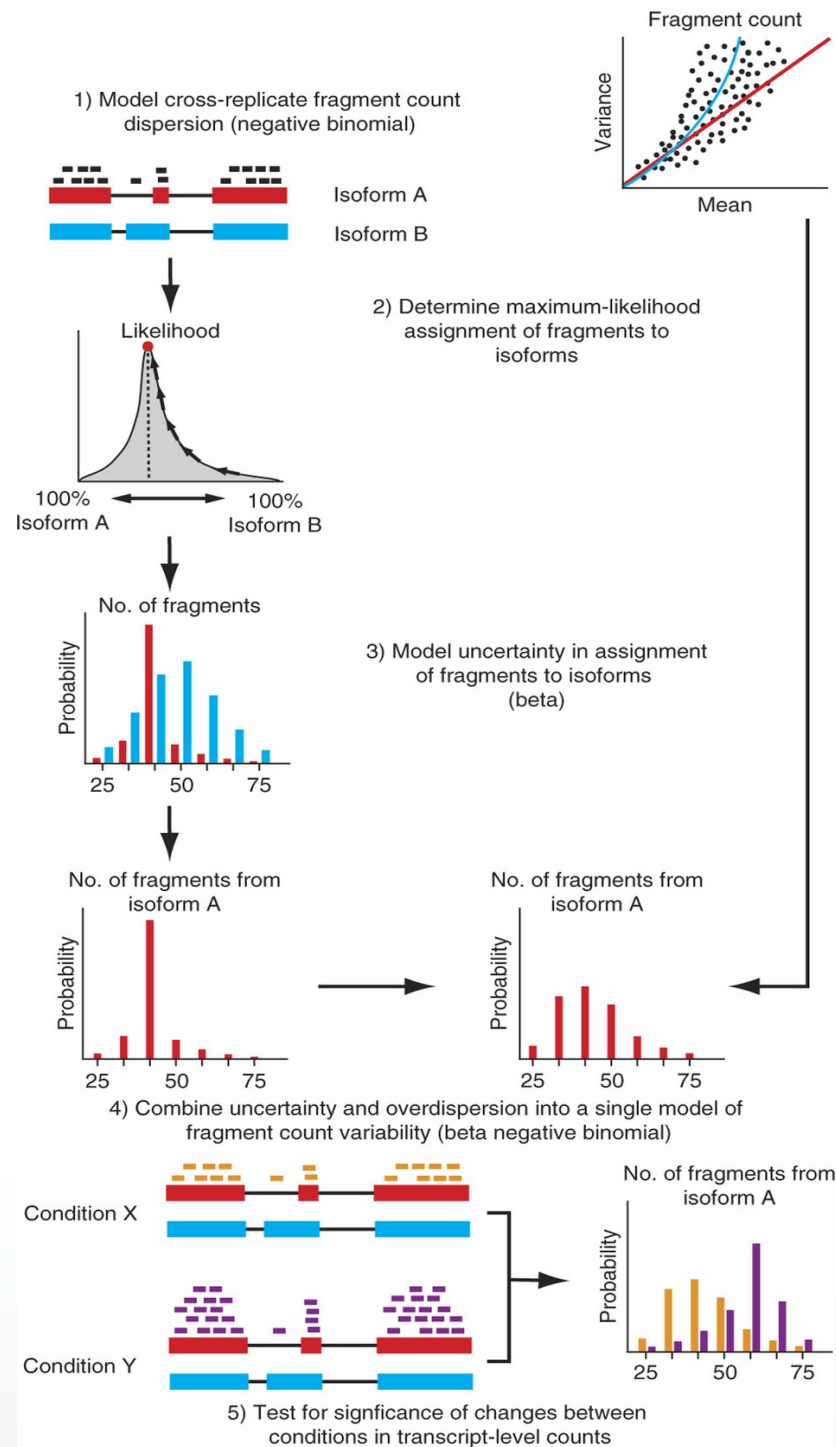 Fragment count
Variance
Mean
1) Model cross-replicate fragment count
dispersion (negative binomial)
Isoform A
Isoform B
2) Determine maximum-likelihood
assignment of fragments to
isoforms
Likelihood
100%
Isoform A
100%
Isoform B
No. of fragments
Probability
25 50 75
3) Model uncertainty in assignment
of fragments to isoforms
(beta)
No. of fragments from
isoform A
Probability
25 50 75
No. of fragments from
isoform A
Probability
25 50 75
4) Combine uncertainty and overdispersion into a single model of
fragment count variability (beta negative binomial)
Condition X
Condition Y
No. of fragments from
isoform A
Probability
25 50 75
5) Test for signficance of changes between
conditions in transcript-level counts